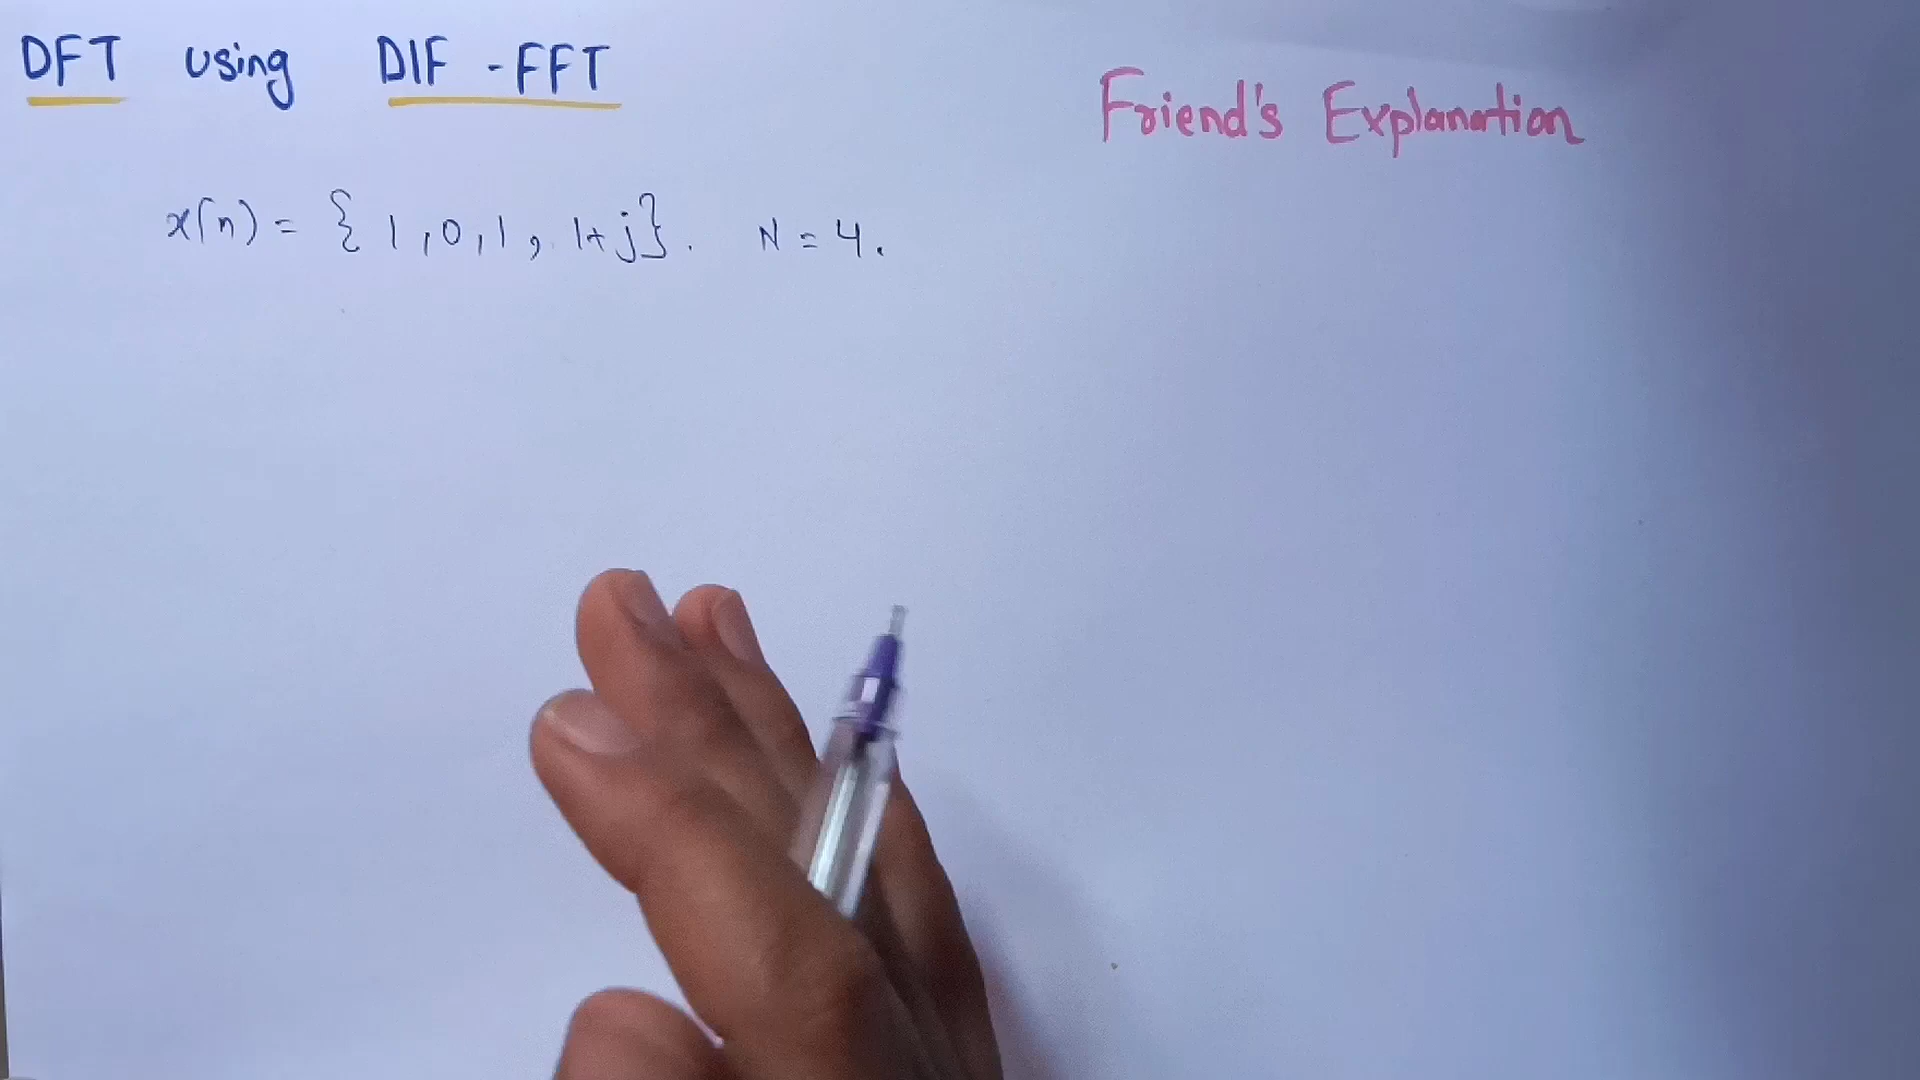 DFT using DIF - FFT
Friend's Explanation
x(n) = { 1, 0, 1, 1+j}. N = 4.